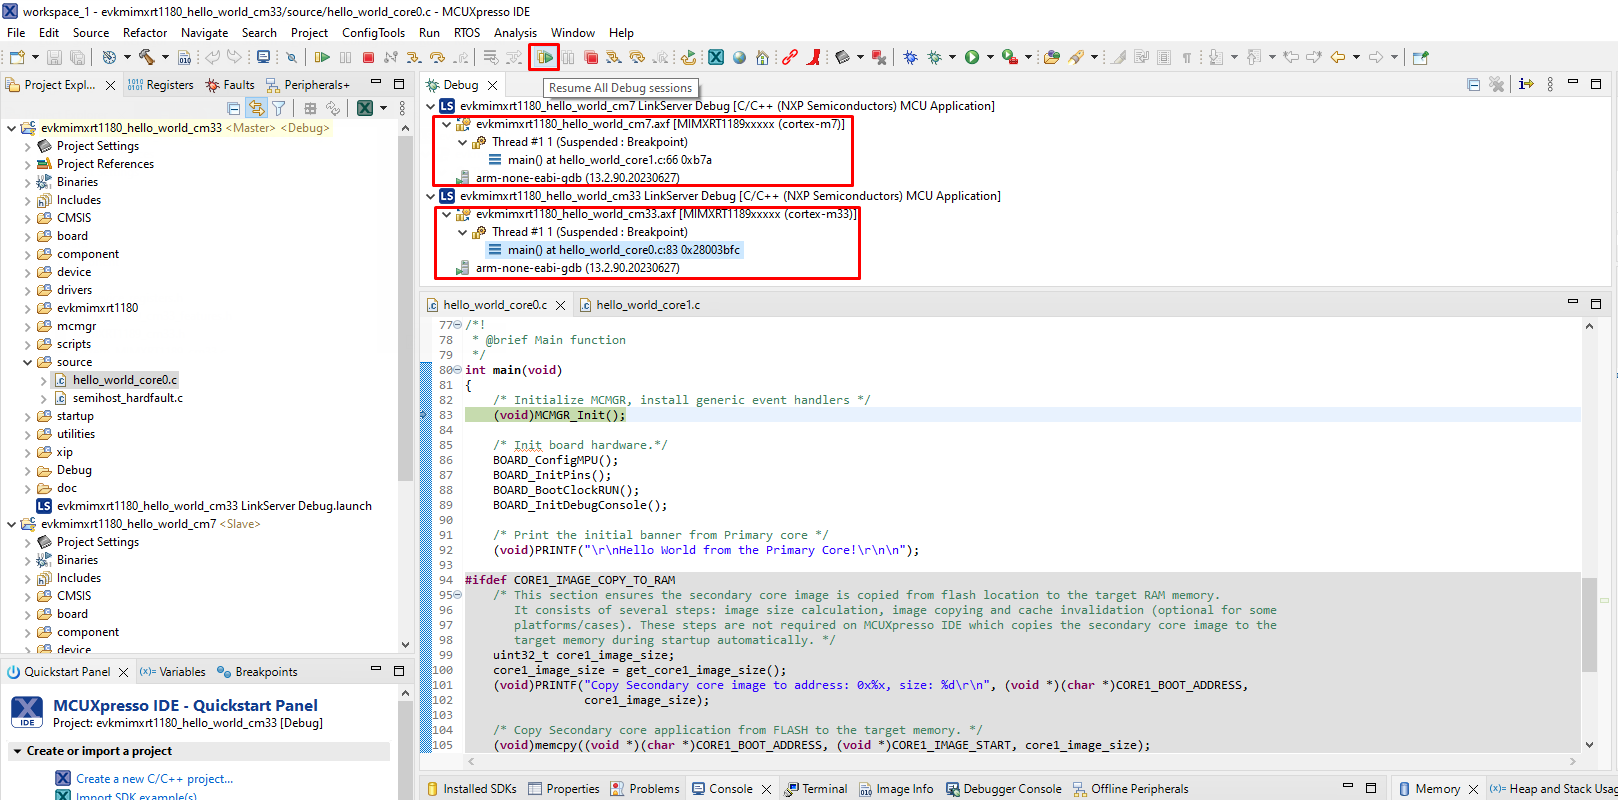 workspace_1 - evkmimxrt1180_hello_world_cm33/source/hello_world_core0.c - MCUXpresso IDE
File Edit Source Refactor Navigate Search Project ConfigTools Run RTOS Analysis Window Help
Resume All Debug sessions
Project Expl... Registers Faults Peripherals+
evkmimxrt1180_hello_world_cm33 <Master> <Debug>
Project Settings
Project References
Binaries
Includes
CMSIS
board
component
device
drivers
evkmimxrt1180
mcmgr
scripts
source
hello_world_core0.c
semihost_hardfault.c
startup
utilities
xip
Debug
doc
LS evkmimxrt1180_hello_world_cm33 LinkServer Debug.launch
evkmimxrt1180_hello_world_cm7 <Slave>
Project Settings
Binaries
Includes
CMSIS
board
component
device
Quickstart Panel (x)= Variables Breakpoints
IDE
MCUXpresso IDE - Quickstart Panel
Project: evkmimxrt1180_hello_world_cm33 [Debug]
Create or import a project
Create a new C/C++ project...
Import SDK example(s)
Debug
LS evkmimxrt1180_hello_world_cm7 LinkServer Debug [C/C++ (NXP Semiconductors) MCU Application]
evkmimxrt1180_hello_world_cm7.axf [MIMXRT1189xxxxx (cortex-m7)]
Thread #1 1 (Suspended : Breakpoint)
main() at hello_world_core1.c:66 0xb7a
arm-none-eabi-gdb (13.2.90.20230627)
LS evkmimxrt1180_hello_world_cm33 LinkServer Debug [C/C++ (NXP Semiconductors) MCU Application]
evkmimxrt1180_hello_world_cm33.axf [MIMXRT1189xxxxx (cortex-m33)]
Thread #1 1 (Suspended : Breakpoint)
main() at hello_world_core0.c:83 0x28003bfc
arm-none-eabi-gdb (13.2.90.20230627)
hello_world_core0.c hello_world_core1.c
77 /*!
78 * @brief Main function
79 */
80 int main(void)
81 {
82 /* Initialize MCMGR, install generic event handlers */
83 (void)MCMGR_Init();
84
85 /* Init board hardware.*/
86 BOARD_ConfigMPU();
87 BOARD_InitPins();
88 BOARD_BootClockRUN();
89 BOARD_InitDebugConsole();
90
91 /* Print the initial banner from Primary core */
92 (void)PRINTF("\r\nHello World from the Primary Core!\r\n\n");
93
94 #ifdef CORE1_IMAGE_COPY_TO_RAM
95 /* This section ensures the secondary core image is copied from flash location to the target RAM memory.
96 It consists of several steps: image size calculation, image copying and cache invalidation (optional for some
97 platforms/cases). These steps are not required on MCUXpresso IDE which copies the secondary core image to the
98 target memory during startup automatically. */
99 uint32_t core1_image_size;
100 core1_image_size = get_core1_image_size();
101 (void)PRINTF("Copy Secondary core image to address: 0x%x, size: %d\r\n", (void *)(char *)CORE1_BOOT_ADDRESS,
102 core1_image_size);
103
104 /* Copy Secondary core application from FLASH to the target memory. */
105 (void)memcpy((void *)(char *)CORE1_BOOT_ADDRESS, (void *)CORE1_IMAGE_START, core1_image_size);
Installed SDKs Properties Problems Console Terminal Image Info Debugger Console Offline Peripherals
Memory (x)= Heap and Stack Usag